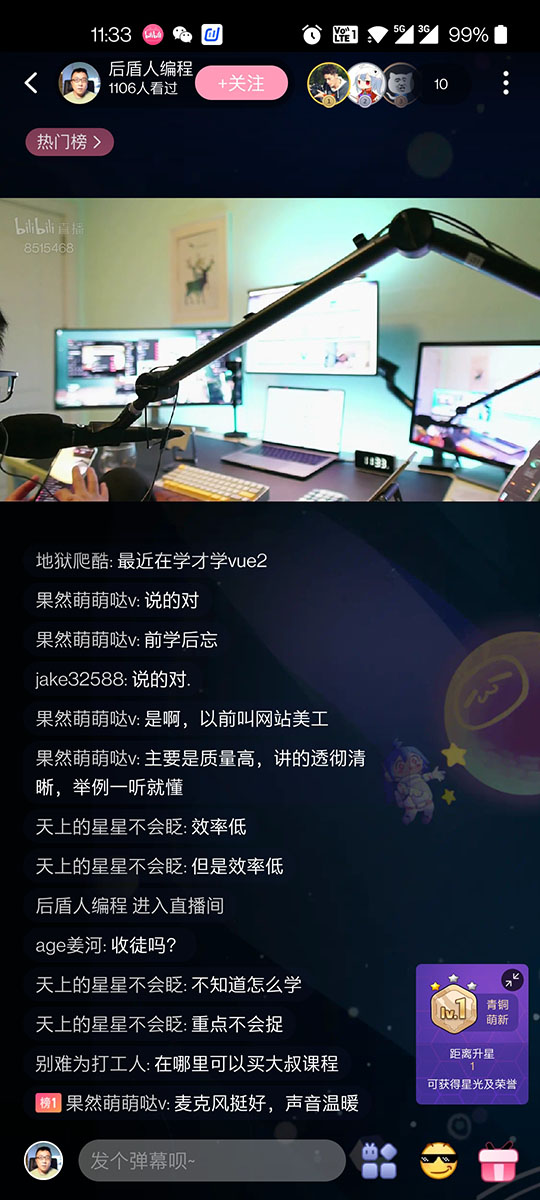 11:33
Vo LTE 1
5G
3G
99%
后盾人编程
1106人看过
+关注
1
2
3
10
热门榜 >
bilibili 直播
8515468
11:33
地狱爬酷: 最近在学才学vue2
果然萌萌哒v: 说的对
果然萌萌哒v: 前学后忘
jake32588: 说的对.
果然萌萌哒v: 是啊，以前叫网站美工
果然萌萌哒v: 主要是质量高，讲的透彻清
晰，举例一听就懂
天上的星星不会眨: 效率低
天上的星星不会眨: 但是效率低
后盾人编程 进入直播间
age姜河: 收徒吗?
天上的星星不会眨: 不知道怎么学
天上的星星不会眨: 重点不会捉
别难为打工人: 在哪里可以买大叔课程
榜1 果然萌萌哒v: 麦克风挺好，声音温暖
lv.1
青铜
萌新
距离升星
1
可获得星光及荣誉
发个弹幕呗~